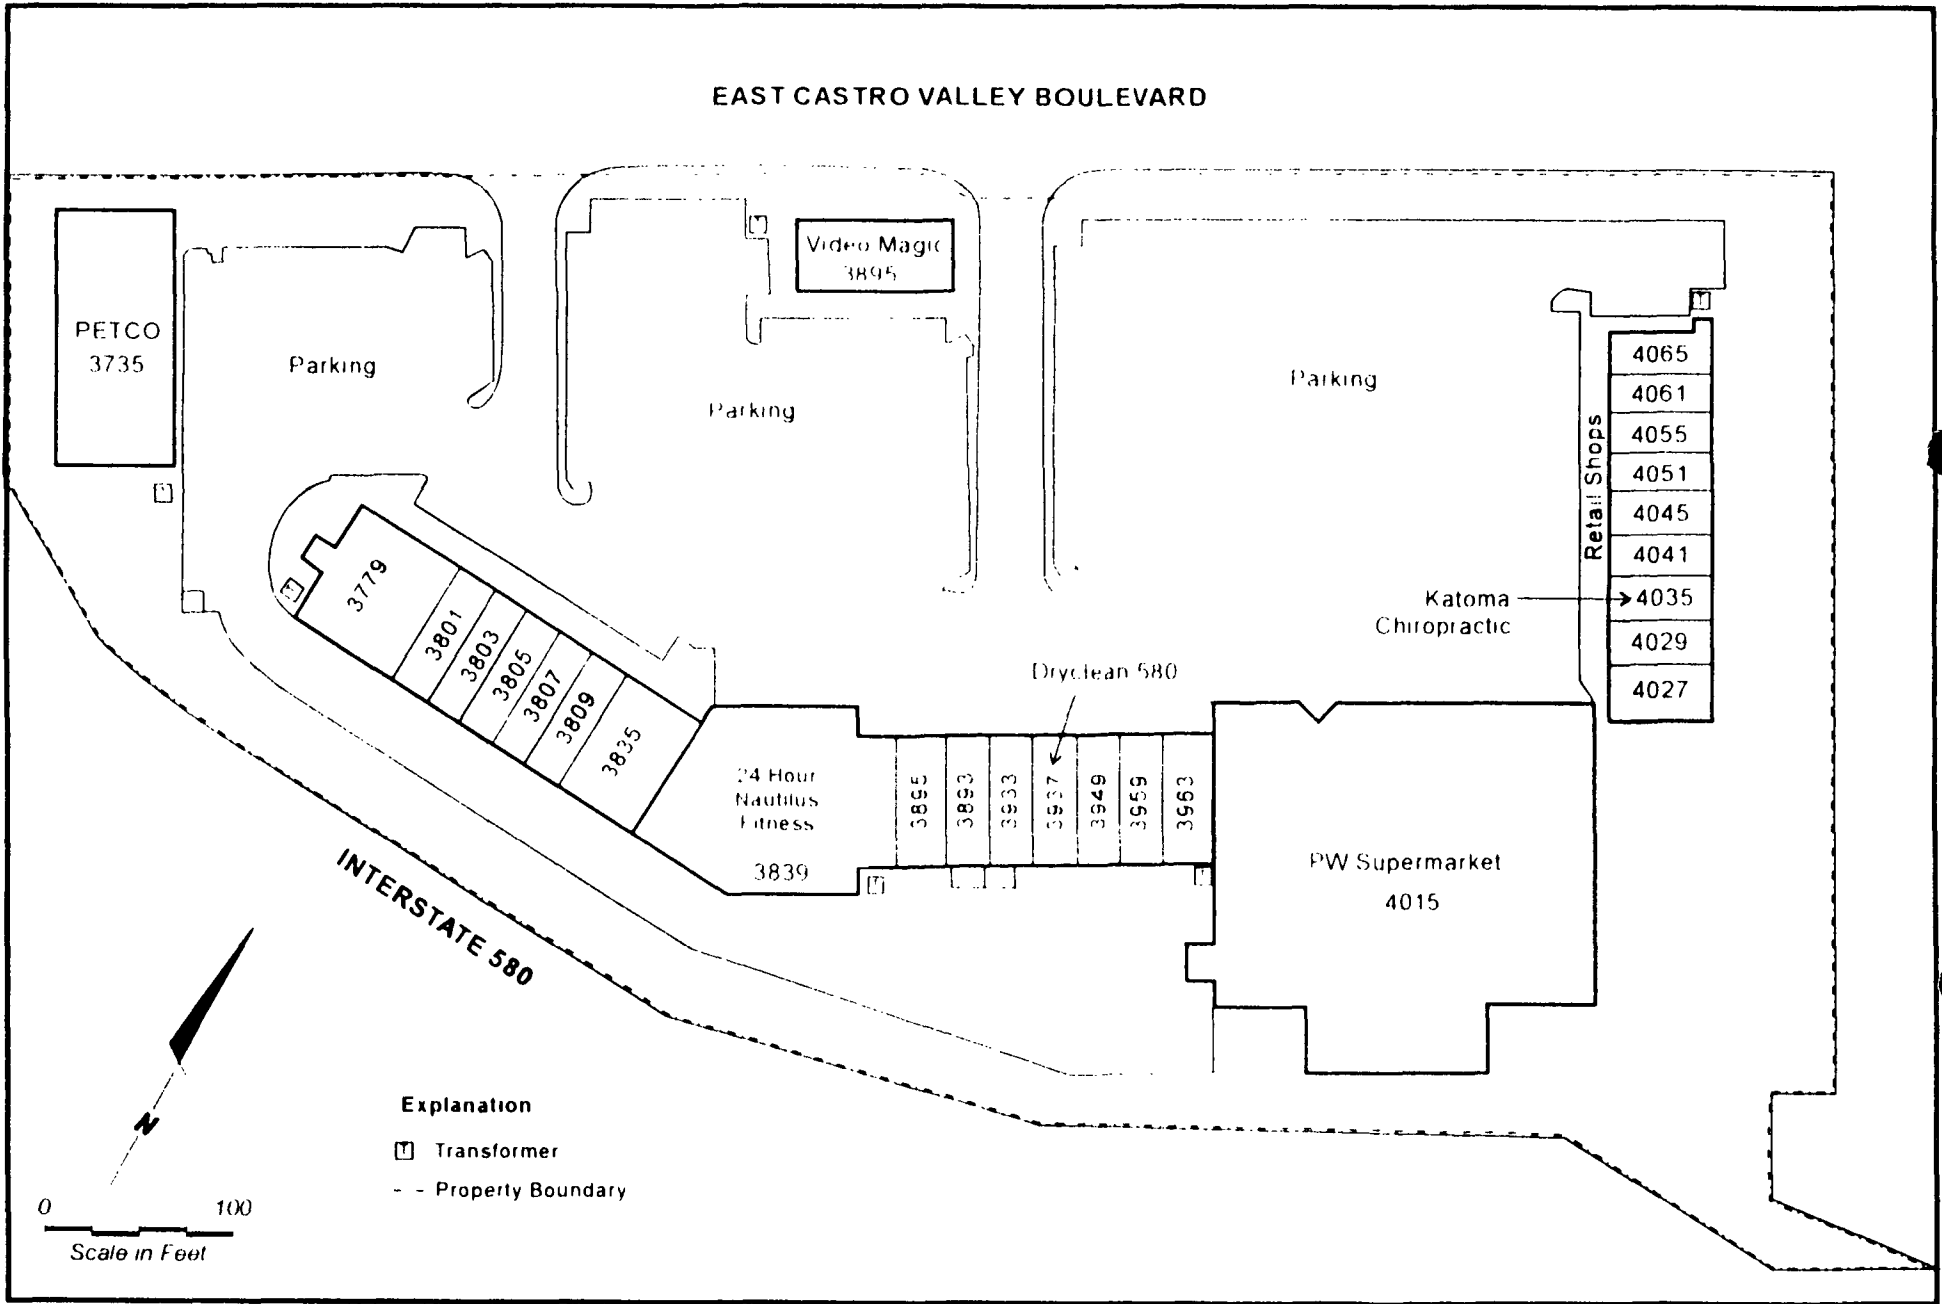 EAST CASTRO VALLEY BOULEVARD
Video Magic
3895
PETCO
3735
Parking
Parking
Parking
Retail Shops
4065
4061
4055
4051
4045
4041
4035
4029
4027
Katoma
Chiropractic
3779
3801
3803
3805
3807
3809
3835
Dryclean 580
24 Hour
Nautilus
Fitness
3839
3895
3893
3933
3937
3949
3959
3963
PW Supermarket
4015
INTERSTATE 580
N
Explanation
T Transformer
- - Property Boundary
0 100
Scale in Feet